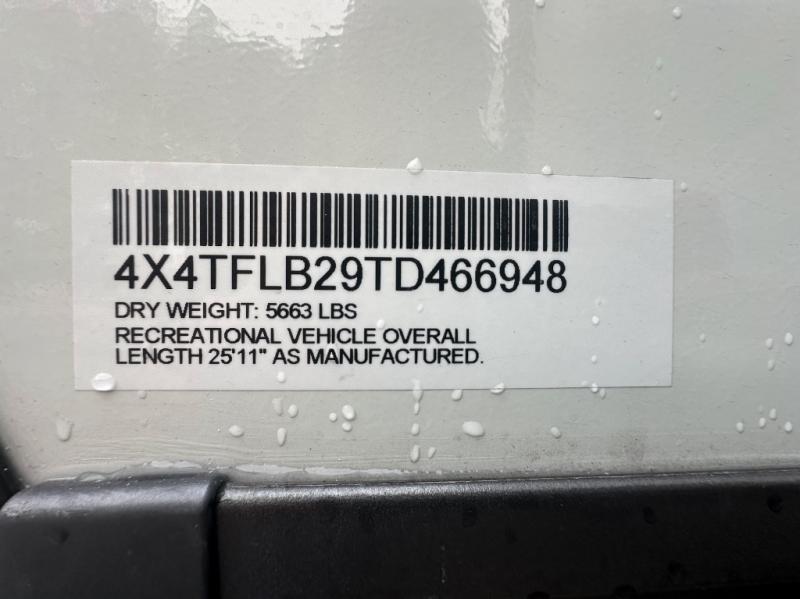 4X4TFLB29TD466948
DRY WEIGHT: 5663 LBS
RECREATIONAL VEHICLE OVERALL
LENGTH 25'11" AS MANUFACTURED.